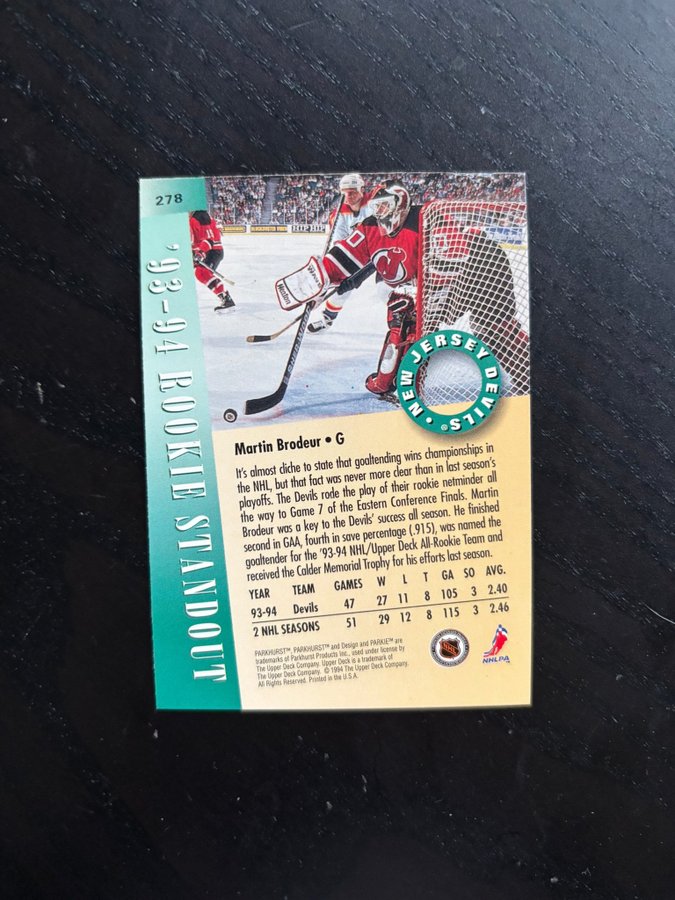 278
'93-94 ROOKIE STANDOUT
HIP HIP
NEW JERSEY DEVILS ®
Martin Brodeur • G
It's almost cliche to state that goaltending wins championships in
the NHL, but that fact was never more clear than in last season's
playoffs. The Devils rode the play of their rookie netminder all
the way to Game 7 of the Eastern Conference Finals. Martin
Brodeur was a key to the Devils' success all season. He finished
second in GAA, fourth in save percentage (.915), was named the
goaltender for the '93-94 NHL/Upper Deck All-Rookie Team and
received the Calder Memorial Trophy for his efforts last season.
YEAR TEAM GAMES W L T GA SO AVG.
93-94 Devils 47 27 11 8 105 3 2.40
2 NHL SEASONS 51 29 12 8 115 3 2.46
PARKHURST™, PARKHURST™ and Design and PARKIE™ are
trademarks of Parkhurst Products Inc., used under license by
The Upper Deck Company. Upper Deck is a trademark of
The Upper Deck Company. © 1994 The Upper Deck Company.
All Rights Reserved. Printed in the U.S.A.
NHL
NHLPA